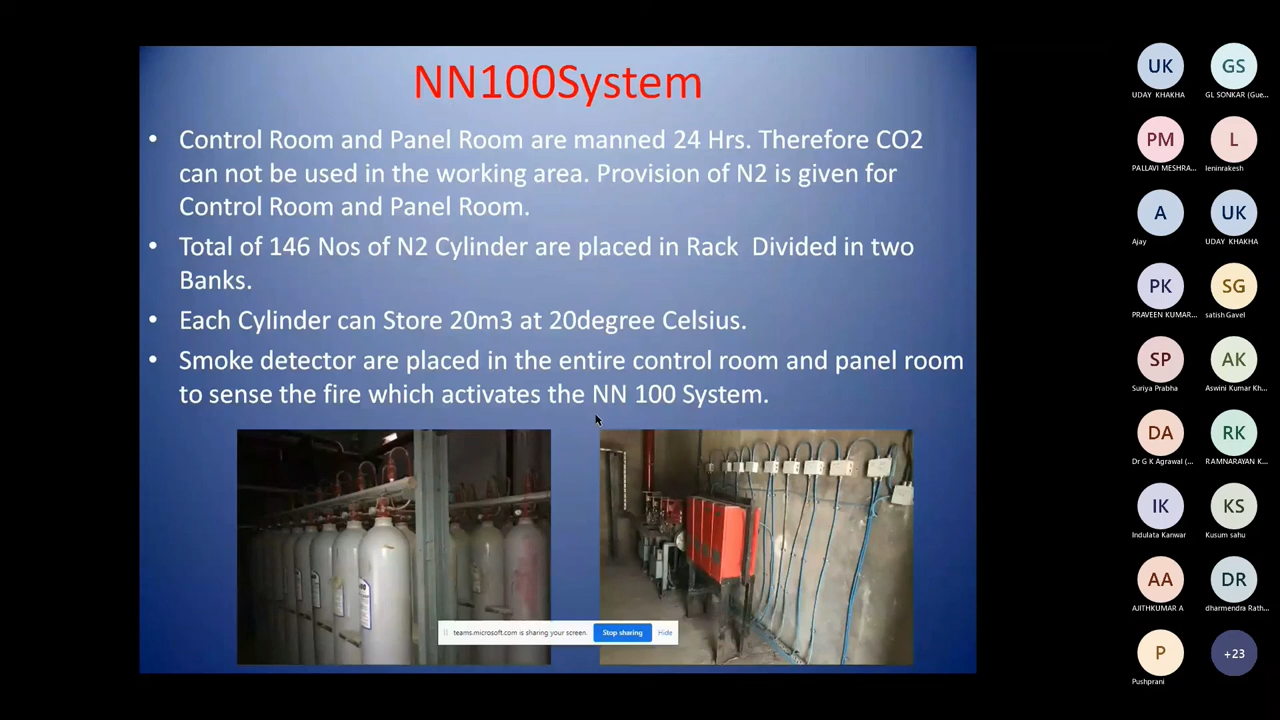 NN100System
• Control Room and Panel Room are manned 24 Hrs. Therefore CO2
can not be used in the working area. Provision of N2 is given for
Control Room and Panel Room.
• Total of 146 Nos of N2 Cylinder are placed in Rack  Divided in two
Banks.
• Each Cylinder can Store 20m3 at 20degree Celsius.
• Smoke detector are placed in the entire control room and panel room
to sense the fire which activates the NN 100 System.
teams.microsoft.com is sharing your screen. Stop sharing Hide
UK GS
UDAY KHAKHA GL SONKAR (Gue...
PM L
PALLAVI MESHRA... leninrakesh
A UK
Ajay UDAY KHAKHA
PK SG
PRAVEEN KUMAR... satish Gavel
SP AK
Suriya Prabha Aswini Kumar Kh...
DA RK
Dr G K Agrawal (... RAMNARAYAN K...
IK KS
Indulata Kanwar Kusum sahu
AA DR
AJITHKUMAR A dharmendra Rath...
P +23
Pushprani